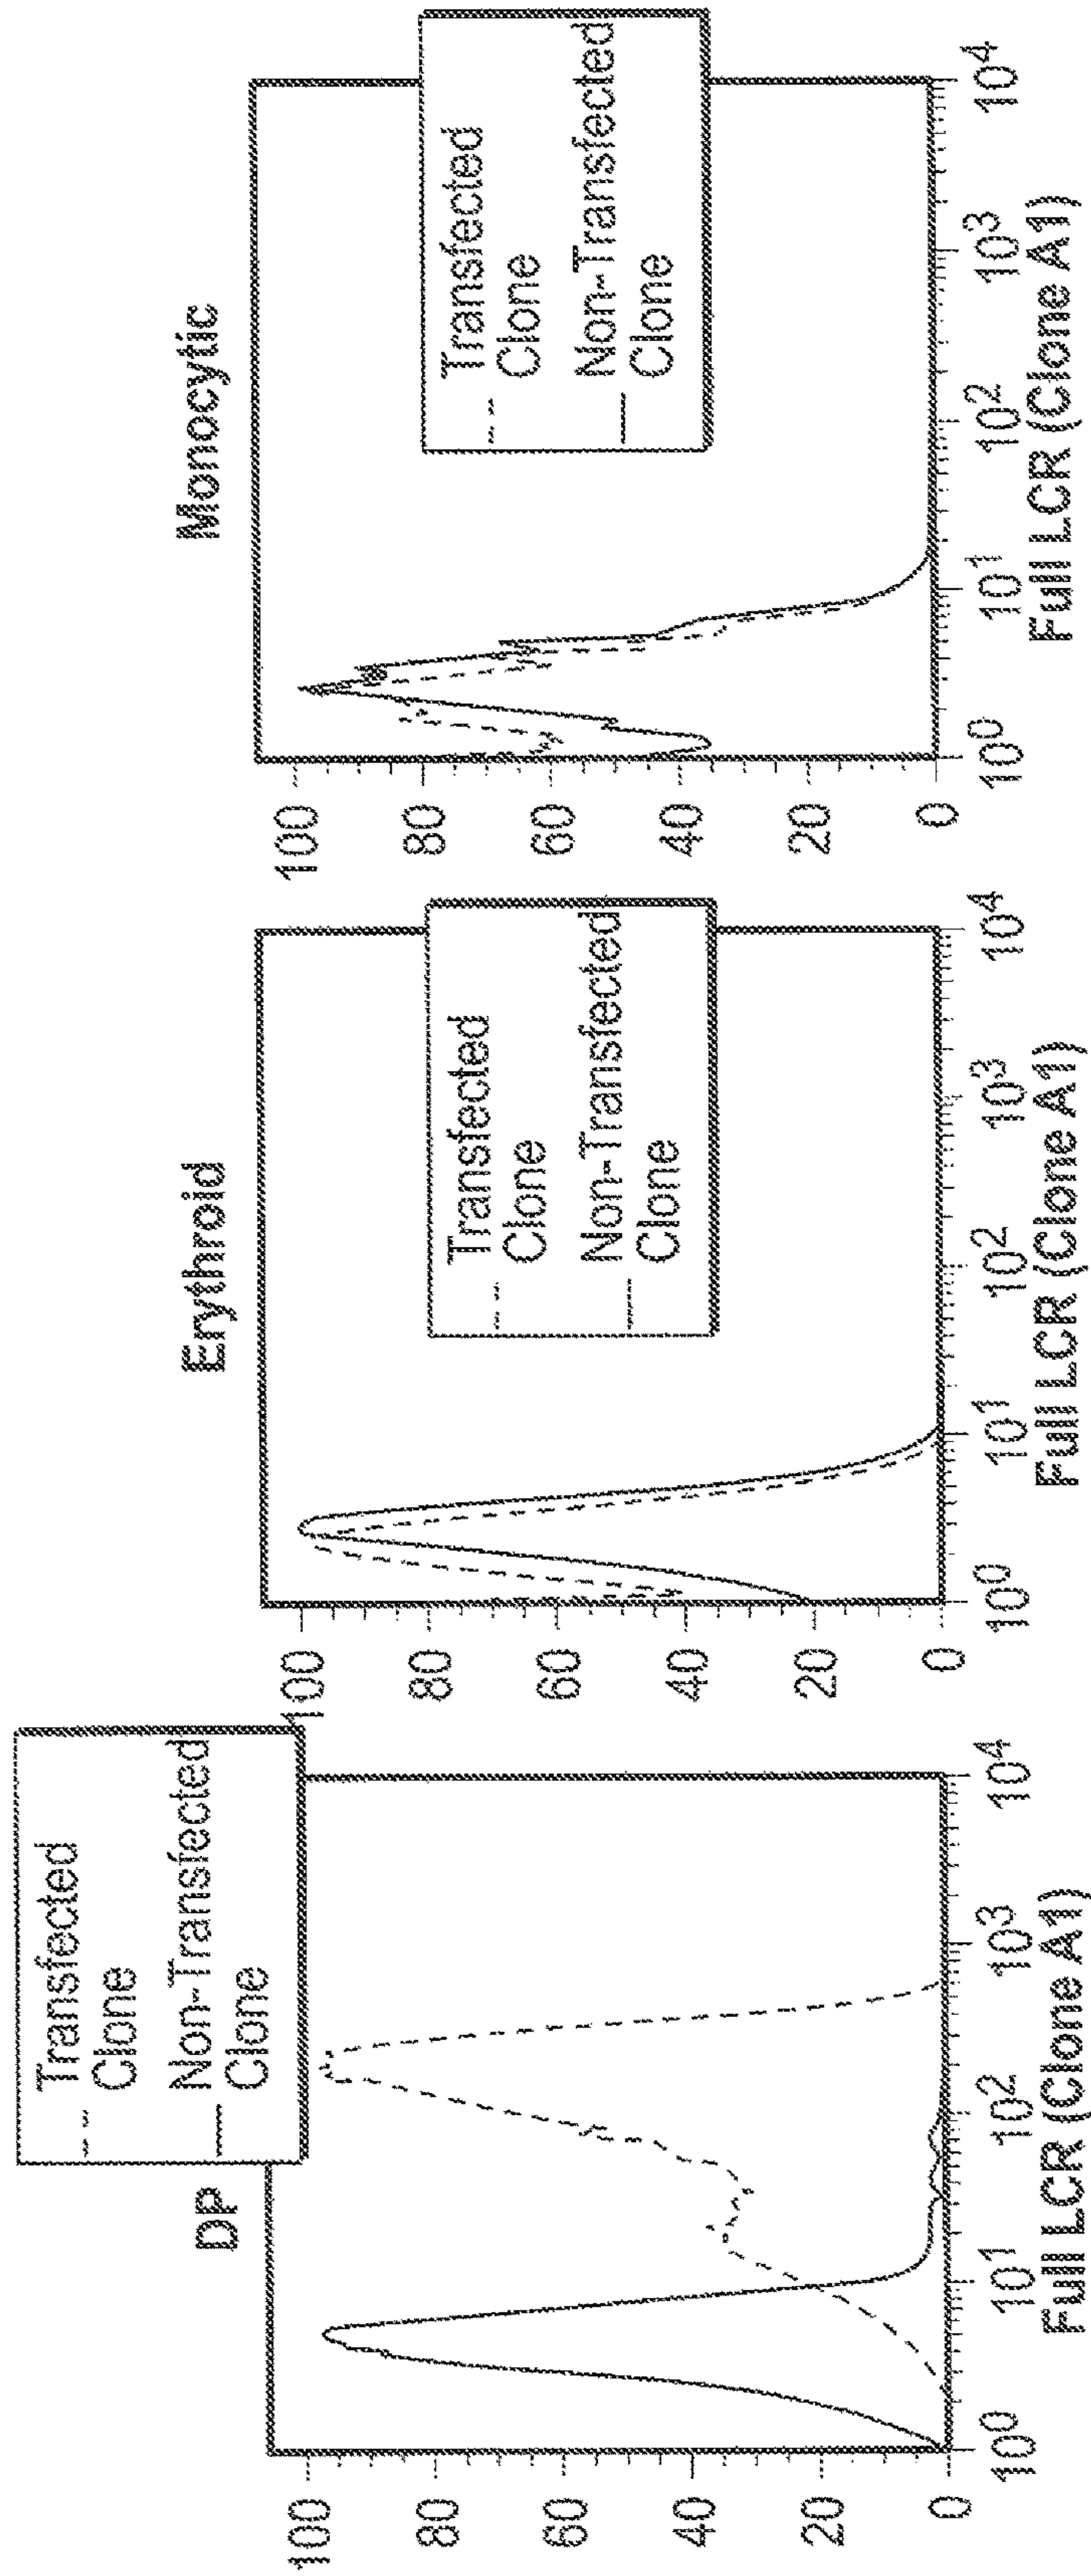 DP
Transfected
Clone
Non-Transfected
Clone
100
80
60
40
20
0
10⁰ 10¹ 10² 10³ 10⁴
Full LCR (Clone A1)
Erythroid
Transfected
Clone
Non-Transfected
Clone
100
80
60
40
20
0
10⁰ 10¹ 10² 10³ 10⁴
Full LCR (Clone A1)
Monocytic
Transfected
Clone
Non-Transfected
Clone
100
80
60
40
20
0
10⁰ 10¹ 10² 10³ 10⁴
Full LCR (Clone A1)